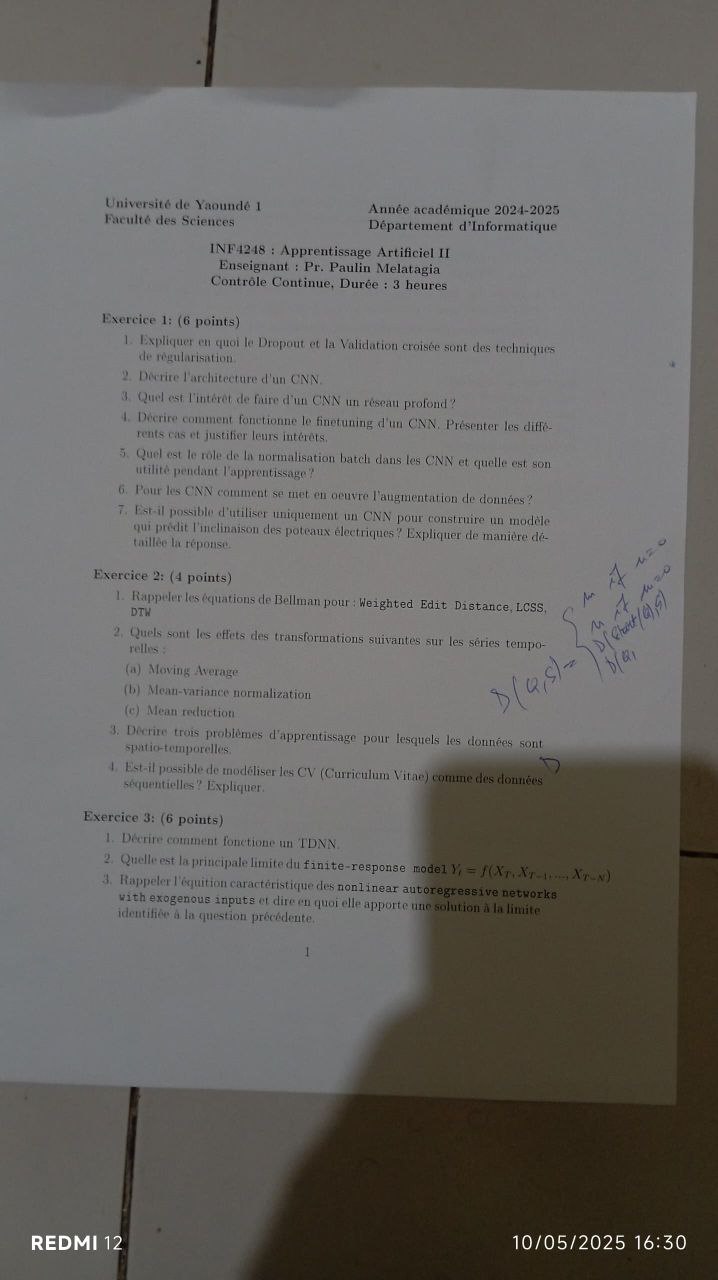 Université de Yaoundé 1
Faculté des Sciences
Année académique 2024-2025
Département d'Informatique
INF4248 : Apprentissage Artificiel II
Enseignant : Pr. Paulin Melatagia
Contrôle Continue, Durée : 3 heures
Exercice 1: (6 points)
1. Expliquer en quoi le Dropout et la Validation croisée sont des techniques
de régularisation.
2. Décrire l'architecture d'un CNN.
3. Quel est l'intérêt de faire d'un CNN un réseau profond ?
4. Décrire comment fonctionne le finetuning d'un CNN. Présenter les diffé-
rents cas et justifier leurs intérêts.
5. Quel est le rôle de la normalisation batch dans les CNN et quelle est son
utilité pendant l'apprentissage ?
6. Pour les CNN comment se met en oeuvre l'augmentation de données ?
7. Est-il possible d'utiliser uniquement un CNN pour construire un modèle
qui prédit l'inclinaison des poteaux électriques ? Expliquer de manière dé-
taillée la réponse.
Exercice 2: (4 points)
1. Rappeler les équations de Bellman pour : Weighted Edit Distance, LCSS,
DTW
2. Quels sont les effets des transformations suivantes sur les séries tempo-
relles :
(a) Moving Average
(b) Mean-variance normalization
(c) Mean reduction
3. Décrire trois problèmes d'apprentissage pour lesquels les données sont
spatio-temporelles.
4. Est-il possible de modéliser les CV (Curriculum Vitae) comme des données
séquentielles ? Expliquer.
D(Q,S) =
n if m=0
m if n=0
Exercice 3: (6 points)
1. Décrire comment fonctione un TDNN.
2. Quelle est la principale limite du finite-response model Y_t = f(X_T, X_{T-1}, ..., X_{T-N})
3. Rappeler l'équition caractéristique des nonlinear autoregressive networks
with exogenous inputs et dire en quoi elle apporte une solution à la limite
identifiée à la question précédente.
1
REDMI 12
10/05/2025 16:30